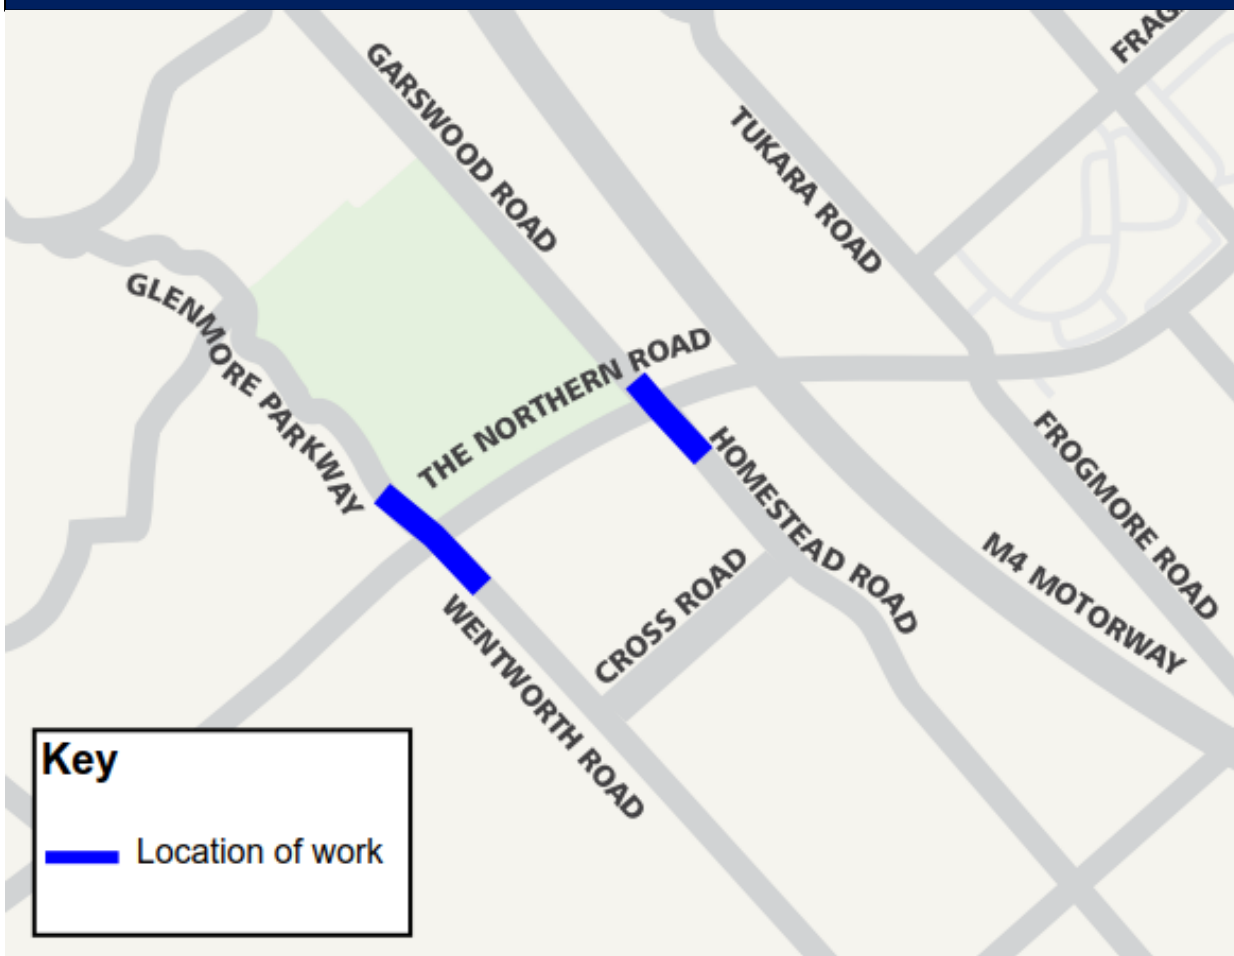 FRAG
GARSWOOD ROAD
TUKARA ROAD
GLENMORE PARKWAY
THE NORTHERN ROAD
HOMESTEAD ROAD
FROGMORE ROAD
M4 MOTORWAY
CROSS ROAD
WENTWORTH ROAD
Key
Location of work